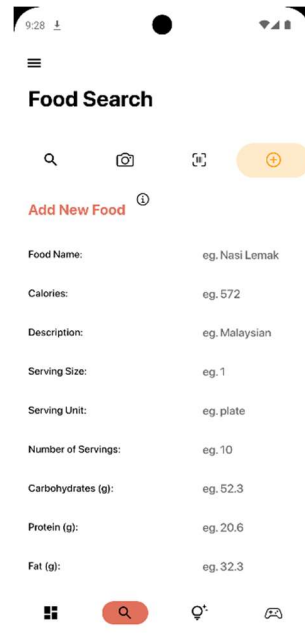 9:28
Food Search
Add New Food
Food Name: eg. Nasi Lemak
Calories: eg. 572
Description: eg. Malaysian
Serving Size: eg. 1
Serving Unit: eg. plate
Number of Servings: eg. 10
Carbohydrates (g): eg. 52.3
Protein (g): eg. 20.6
Fat (g): eg. 32.3